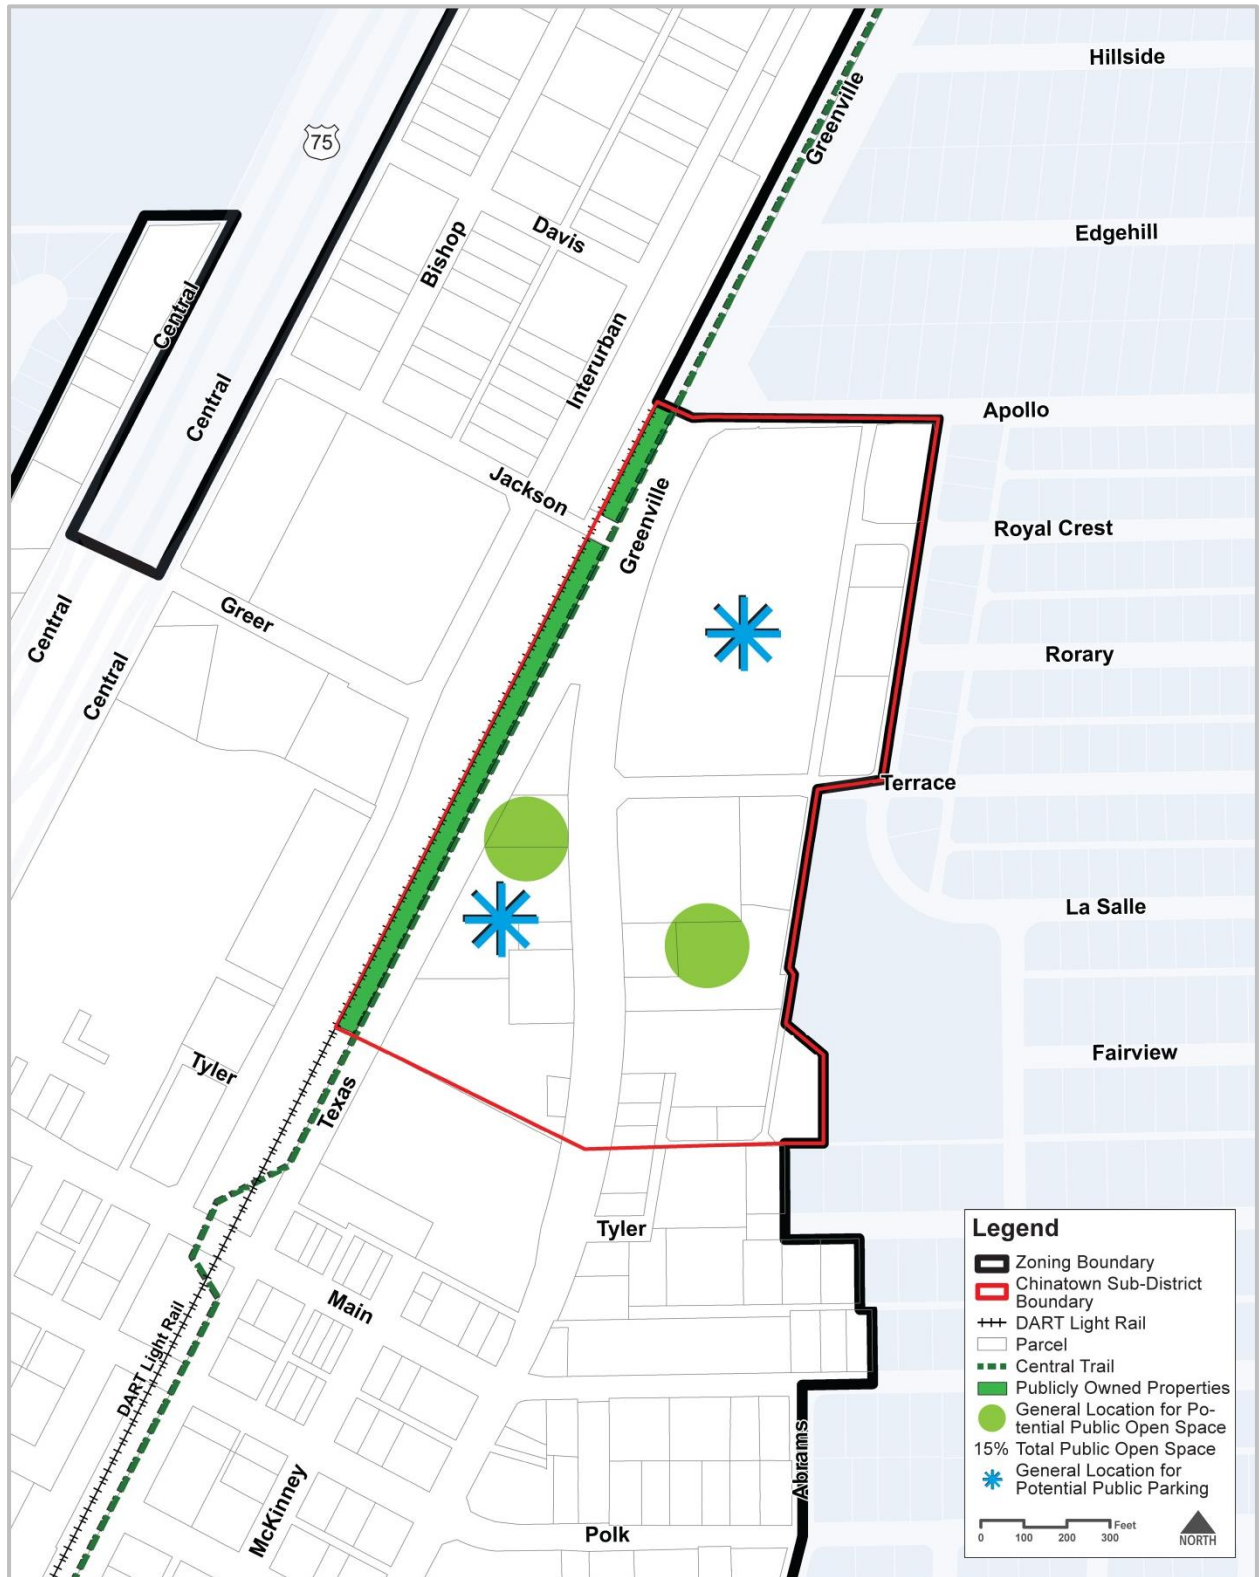 Hillside
Greenville
75
Davis
Bishop
Edgehill
Central
Interurban
Central
Apollo
Jackson
Greenville
Royal Crest
Greer
Central
Rorary
Central
Terrace
La Salle
Fairview
Tyler
Texas
Tyler
Main
DART Light Rail
McKinney
Abrams
Polk
Legend
Zoning Boundary
Chinatown Sub-District
Boundary
DART Light Rail
Parcel
Central Trail
Publicly Owned Properties
General Location for Po-
tential Public Open Space
15% Total Public Open Space
General Location for
Potential Public Parking
Feet
0 100 200 300
NORTH